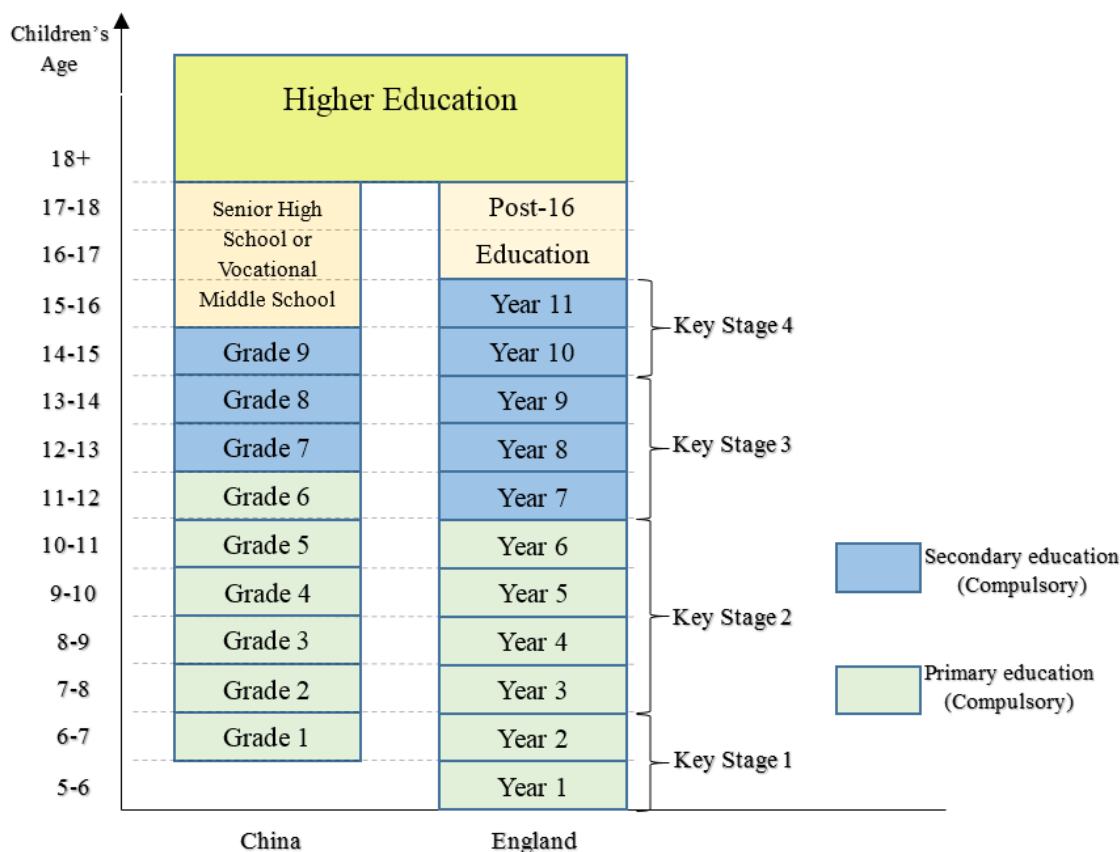 Children's
Age
Higher Education
18+
17-18
Senior High
School or
Vocational
Middle School
Post-16
Education
16-17
15-16
Year 11
Key Stage 4
14-15
Grade 9
Year 10
13-14
Grade 8
Year 9
12-13
Grade 7
Year 8
Key Stage 3
11-12
Grade 6
Year 7
10-11
Grade 5
Year 6
9-10
Grade 4
Year 5
8-9
Grade 3
Year 4
Key Stage 2
7-8
Grade 2
Year 3
6-7
Grade 1
Year 2
Key Stage 1
5-6
Year 1
China
England
Secondary education
(Compulsory)
Primary education
(Compulsory)